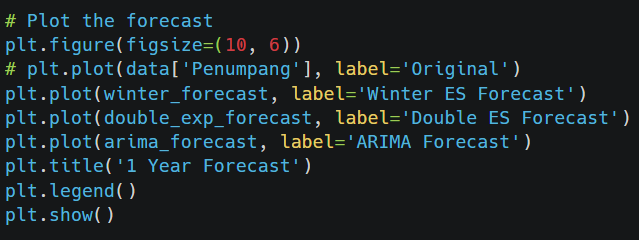 # Plot the forecast
plt.figure(figsize=(10, 6))
# plt.plot(data['Penumpang'], label='Original')
plt.plot(winter_forecast, label='Winter ES Forecast')
plt.plot(double_exp_forecast, label='Double ES Forecast')
plt.plot(arima_forecast, label='ARIMA Forecast')
plt.title('1 Year Forecast')
plt.legend()
plt.show()